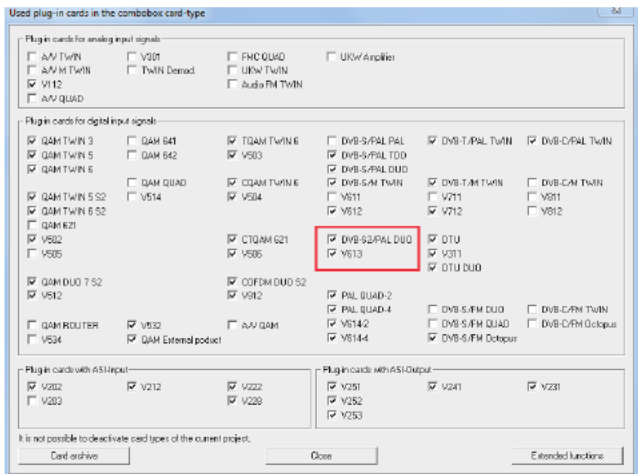 Used plug-in cards in the combobox card-type
Plug-in cards for analog input signals
A/V TWIN V301 FMC QUAD UKW Amplifier
A/V M TWIN TWIN Demod. UKW TWIN
V112 Audio FM TWIN
A/V QUAD
Plug-in cards for digital input signals
QAM TWIN 3 QAM 641 TQAM TWIN 6 DVB-S/PAL PAL DVB-T/PAL TWIN DVB-C/PAL TWIN
QAM TWIN 5 QAM 642 V503 DVB-S/PAL TDO
QAM TWIN 6 DVB-S/PAL DUO
QAM QUAD CQAM TWIN 6 DVB-S/M TWIN DVB-T/M TWIN DVB-C/M TWIN
QAM TWIN 5 S2 V514 V504 V611 V711 V811
QAM TWIN 6 S2 V612 V712 V812
QAM 621
V502 CTQAM 621 DVB-S2/PAL DUO DTU
V505 V506 V613 V311
DTU DUO
QAM DUO 7 S2 COFDM DUO S2
V512 V912 PAL QUAD-2
PAL QUAD-4 DVB-S/FM DUO DVB-C/FM TWIN
QAM ROUTER V532 A/V QAM V614-2 DVB-S/FM QUAD DVB-C/FM Octopus
V534 QAM External poduct V614-4 DVB-S/FM Octopus
Plug-in cards with ASI-Input Plug-in cards with ASI-Output
V202 V212 V222 V251 V241 V231
V203 V228 V252
V253
It is not possible to deactivate card types of the current project.
Card archive Close Extended functions